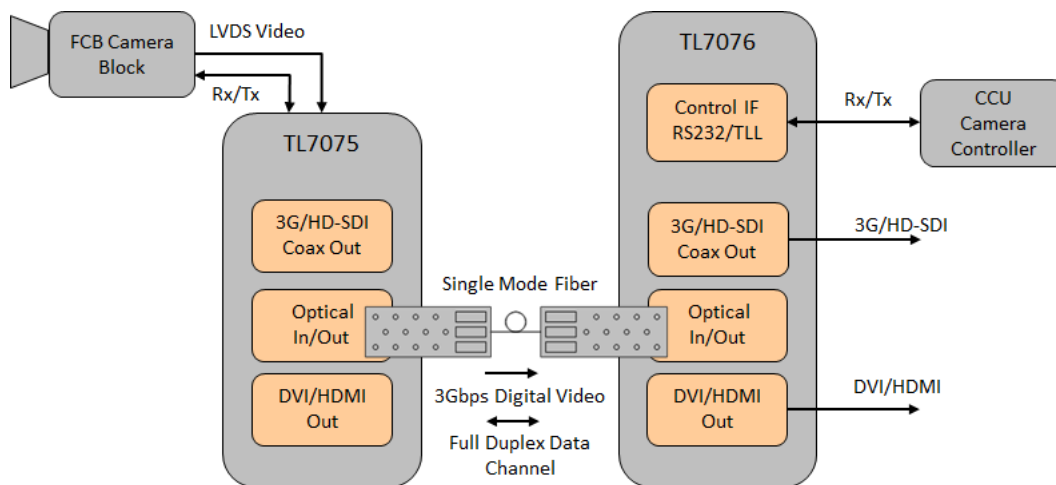 FCB Camera
Block
LVDS Video
Rx/Tx
TL7075
3G/HD-SDI
Coax Out
Optical
In/Out
DVI/HDMI
Out
Single Mode Fiber
3Gbps Digital Video
Full Duplex Data
Channel
TL7076
Control IF
RS232/TLL
Rx/Tx
CCU
Camera
Controller
3G/HD-SDI
Coax Out
3G/HD-SDI
Optical
In/Out
DVI/HDMI
Out
DVI/HDMI